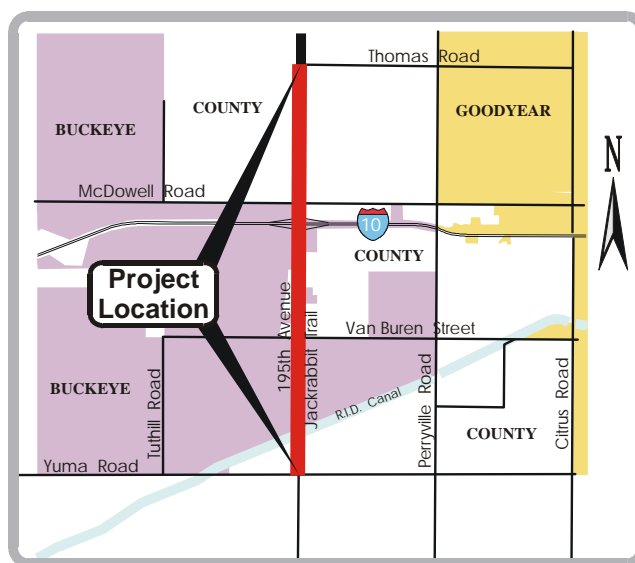 Thomas Road
COUNTY
GOODYEAR
BUCKEYE
N
McDowell Road
10
COUNTY
Project
Location
195th Avenue
Jackrabbit Trail
Van Buren Street
BUCKEYE
Tuthill Road
R.I.D. Canal
Perryville Road
COUNTY
Citrus Road
Yuma Road